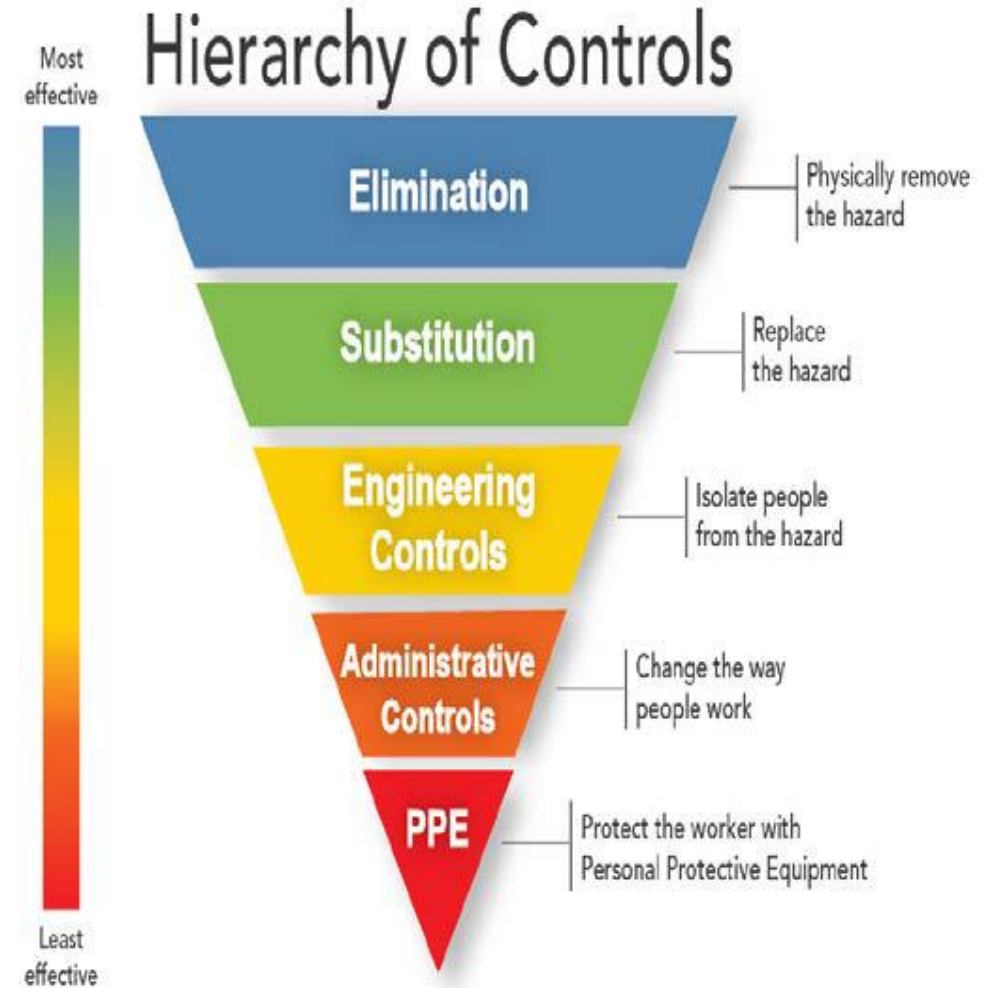 Hierarchy of Controls
Most
effective
Elimination
Physically remove
the hazard
Substitution
Replace
the hazard
Engineering
Controls
Isolate people
from the hazard
Administrative
Controls
Change the way
people work
PPE
Protect the worker with
Personal Protective Equipment
Least
effective